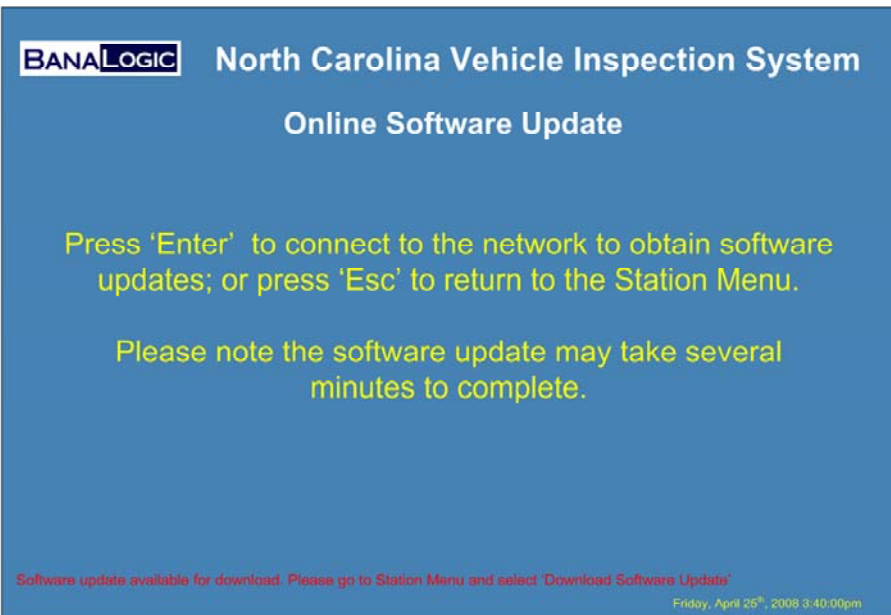 BANALOGIC North Carolina Vehicle Inspection System
Online Software Update
Press ‘Enter’ to connect to the network to obtain software
updates; or press ‘Esc’ to return to the Station Menu.
Please note the software update may take several
minutes to complete.
Software update available for download. Please go to Station Menu and select ‘Download Software Update’
Friday, April 25th, 2008 3:40:00pm